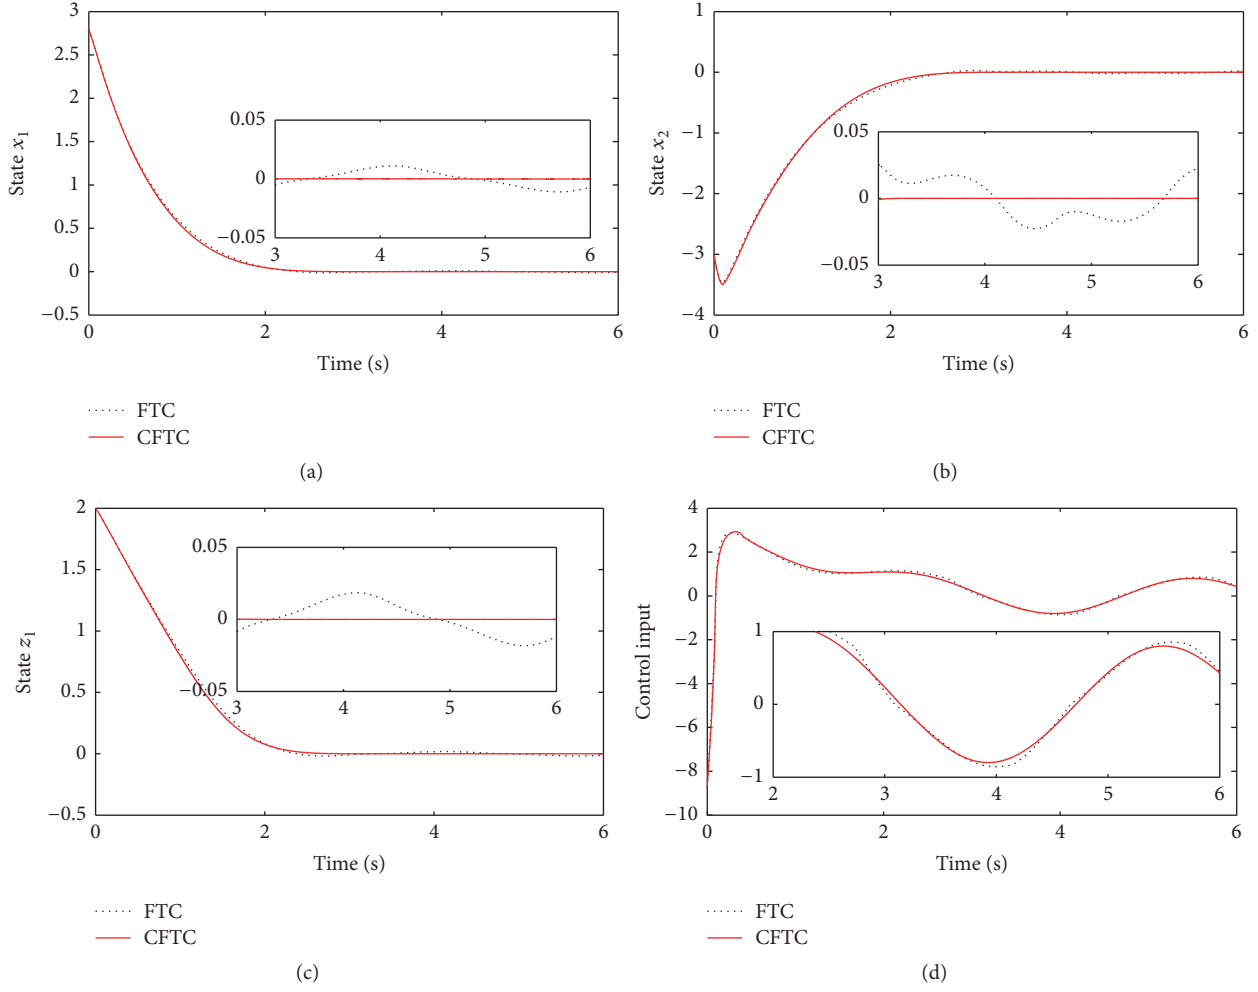 3
2.5
2
1.5
1
0.5
0
−0.5
State x1
0.05
0
−0.05
3 4 5 6
0 2 4 6
Time (s)
FTC
CFTC
(a)
1
0
−1
−2
−3
−4
State x2
0.05
0
−0.05
3 4 5 6
0 2 4 6
Time (s)
FTC
CFTC
(b)
2
1.5
1
0.5
0
−0.5
State z1
0.05
0
−0.05
3 4 5 6
0 2 4 6
Time (s)
FTC
CFTC
(c)
4
2
0
−2
−4
−6
−8
−10
Control input
1
0
−1
2 3 4 5 6
0 2 4 6
Time (s)
FTC
CFTC
(d)